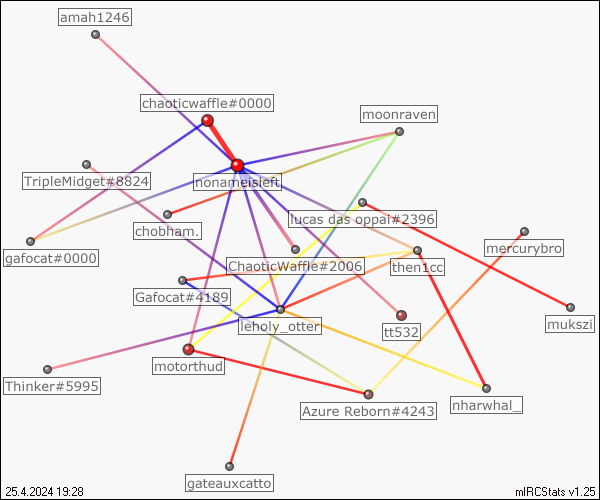 amah1246
chaoticwaffle#0000
moonraven
TripleMidget#8824
nonameisleft
lucas das oppai#2396
chobham.
gafocat#0000
mercurybro
ChaoticWaffle#2006
then1cc
Gafocat#4189
leholy_otter
mukszi
tt532
motorthud
Thinker#5995
Azure Reborn#4243
nharwhal_
gateauxcatto
25.4.2024 19:28
mIRCStats v1.25